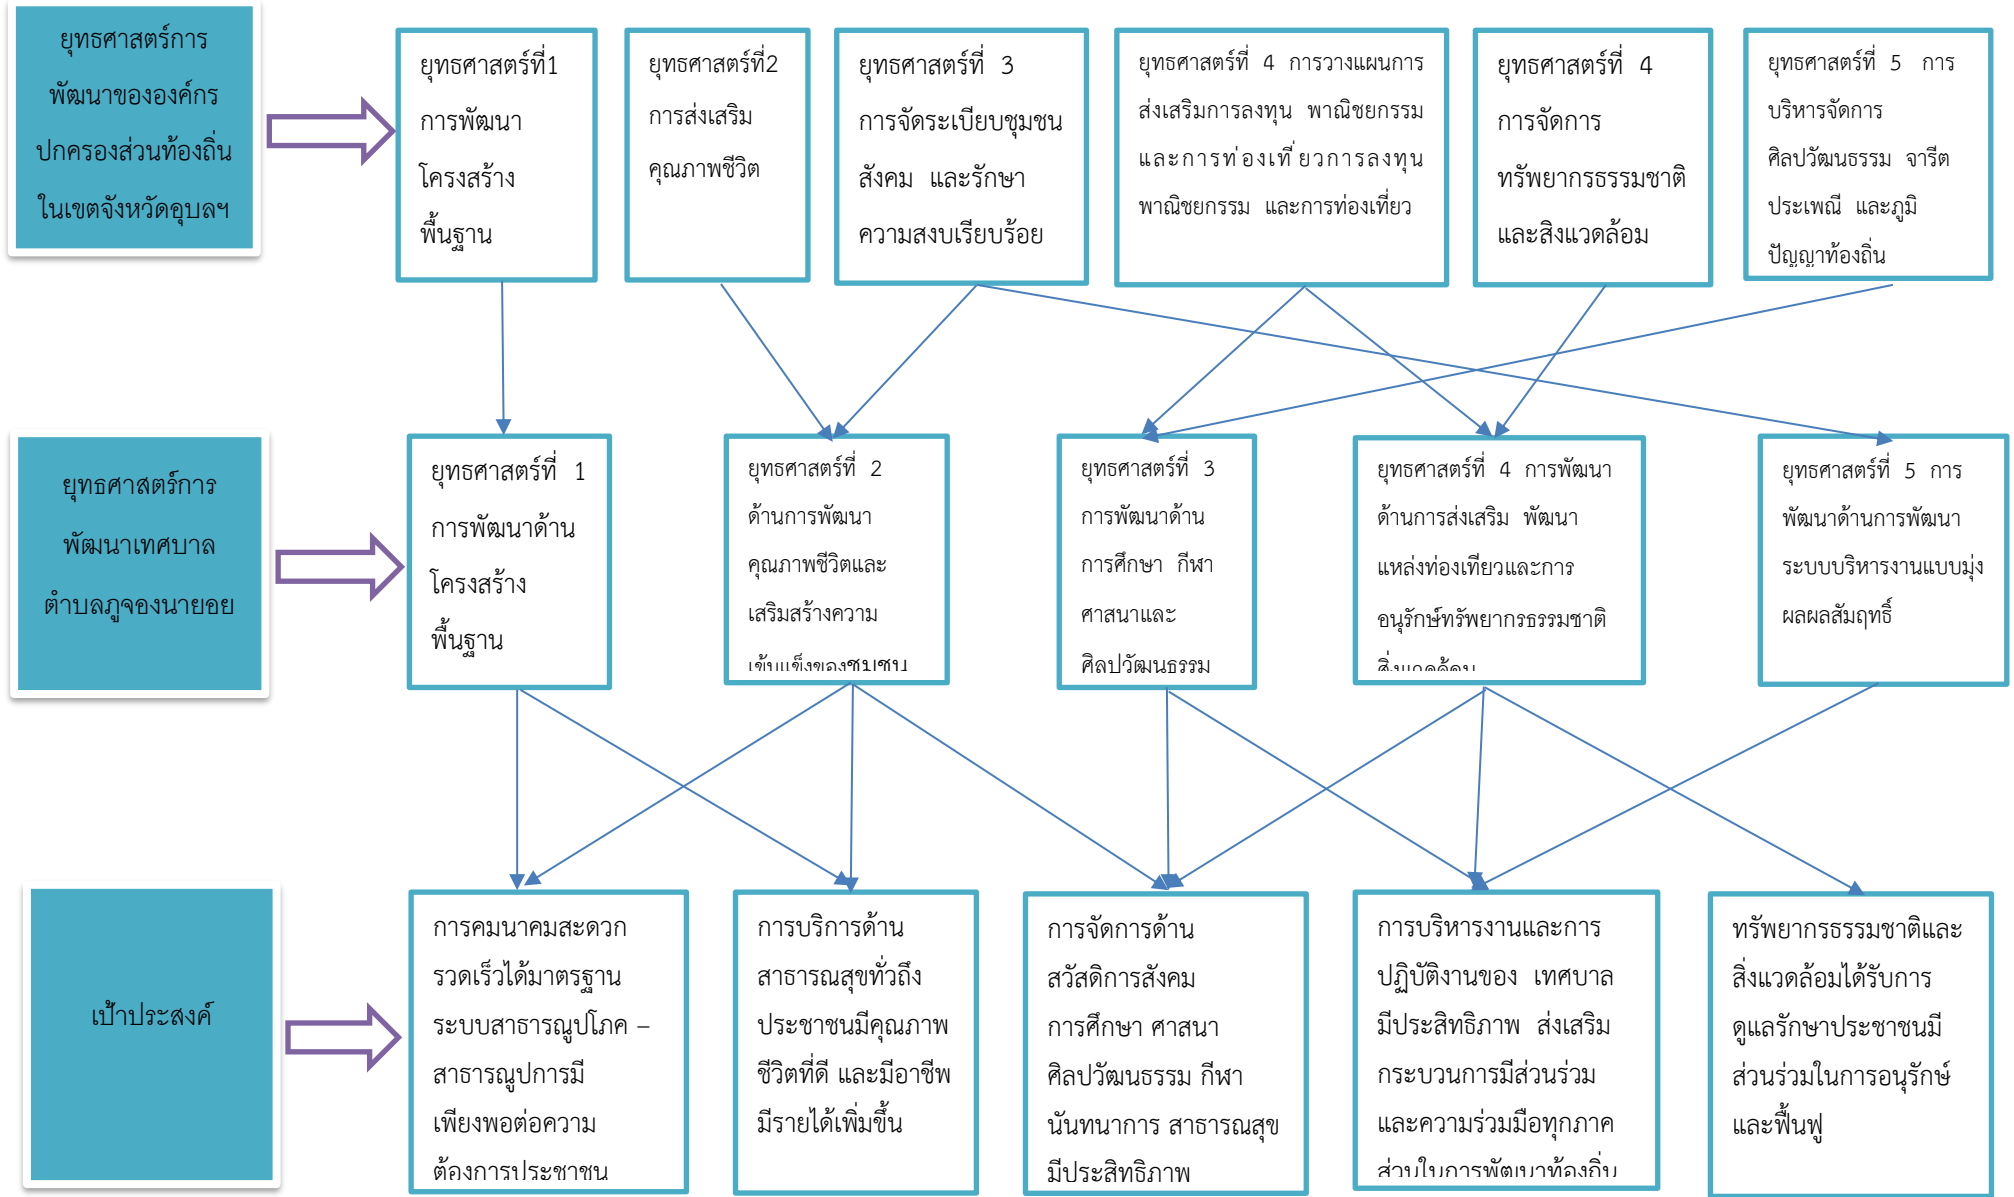 ยุทธศาสตร์การ
พัฒนาขององค์กร
ปกครองส่วนท้องถิ่น
ในเขตจังหวัดอุบลฯ
ยุทธศาสตร์ที่1
การพัฒนา
โครงสร้าง
พื้นฐาน
ยุทธศาสตร์ที่2
การส่งเสริม
คุณภาพชีวิต
ยุทธศาสตร์ที่ 3
การจัดระเบียบชุมชน
สังคม และรักษา
ความสงบเรียบร้อย
ยุทธศาสตร์ที่ 4 การวางแผนการ
ส่งเสริมการลงทุน พาณิชยกรรม
และการท่องเที่ยวการลงทุน
พาณิชยกรรม และการท่องเที่ยว
ยุทธศาสตร์ที่ 4
การจัดการ
ทรัพยากรธรรมชาติ
และสิงแวดล้อม
ยุทธศาสตร์ที่ 5 การ
บริหารจัดการ
ศิลปวัฒนธรรม จารีต
ประเพณี และภูมิ
ปัญญาท้องถิ่น
ยุทธศาสตร์การ
พัฒนาเทศบาล
ตำบลภูจองนายอย
ยุทธศาสตร์ที่ 1
การพัฒนาด้าน
โครงสร้าง
พื้นฐาน
ยุทธศาสตร์ที่ 2
ด้านการพัฒนา
คุณภาพชีวิตและ
เสริมสร้างความ
เข้มแข็งของชุมชน
ยุทธศาสตร์ที่ 3
การพัฒนาด้าน
การศึกษา กีฬา
ศาสนาและ
ศิลปวัฒนธรรม
ยุทธศาสตร์ที่ 4 การพัฒนา
ด้านการส่งเสริม พัฒนา
แหล่งท่องเทียวและการ
อนุรักษ์ทรัพยากรธรรมชาติ
สิ่งแวดล้อม
ยุทธศาสตร์ที่ 5 การ
พัฒนาด้านการพัฒนา
ระบบบริหารงานแบบมุ่ง
ผลผลสัมฤทธิ์
เป้าประสงค์
การคมนาคมสะดวก
รวดเร็วได้มาตรฐาน
ระบบสาธารณูปโภค –
สาธารณูปการมี
เพียงพอต่อความ
ต้องการประชาชน
การบริการด้าน
สาธารณสุขทั่วถึง
ประชาชนมีคุณภาพ
ชีวิตที่ดี และมีอาชีพ
มีรายได้เพิ่มขึ้น
การจัดการด้าน
สวัสดิการสังคม
การศึกษา ศาสนา
ศิลปวัฒนธรรม กีฬา
นันทนาการ สาธารณสุข
มีประสิทธิภาพ
การบริหารงานและการ
ปฏิบัติงานของ เทศบาล
มีประสิทธิภาพ ส่งเสริม
กระบวนการมีส่วนร่วม
และความร่วมมือทุกภาค
ส่วนในการพัฒนาท้องถิ่น
ทรัพยากรธรรมชาติและ
สิ่งแวดล้อมได้รับการ
ดูแลรักษาประชาชนมี
ส่วนร่วมในการอนุรักษ์
และฟื้นฟู